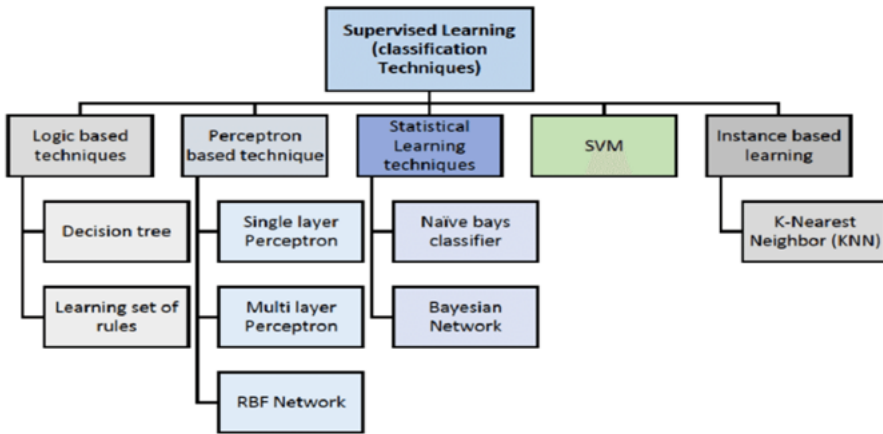 Supervised Learning
(classification
Techniques)
Logic based
techniques
Perceptron
based technique
Statistical
Learning
techniques
SVM
Instance based
learning
Decision tree
Single layer
Perceptron
Naïve bays
classifier
K-Nearest
Neighbor (KNN)
Learning set of
rules
Multi layer
Perceptron
Bayesian
Network
RBF Network